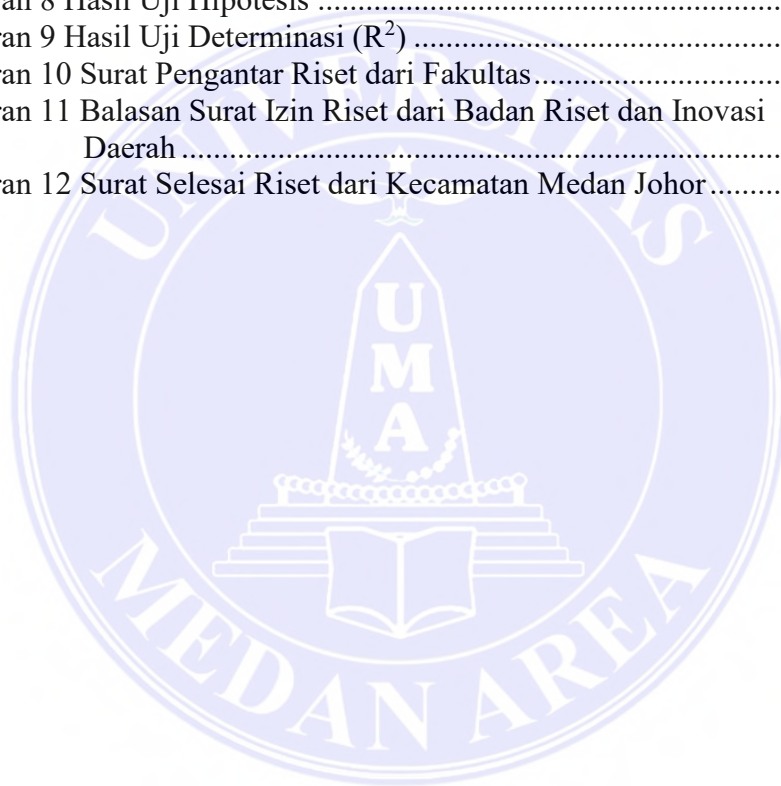 ran 8 Hasil Uji Hipotesis ....................................................
ran 9 Hasil Uji Determinasi (R²) ..............................................
ran 10 Surat Pengantar Riset dari Fakultas...............................
ran 11 Balasan Surat Izin Riset dari Badan Riset dan Inovasi
Daerah ...........................................................................
ran 12 Surat Selesai Riset dari Kecamatan Medan Johor.........
UNIVERSITAS
U
M
A
MEDAN AREA